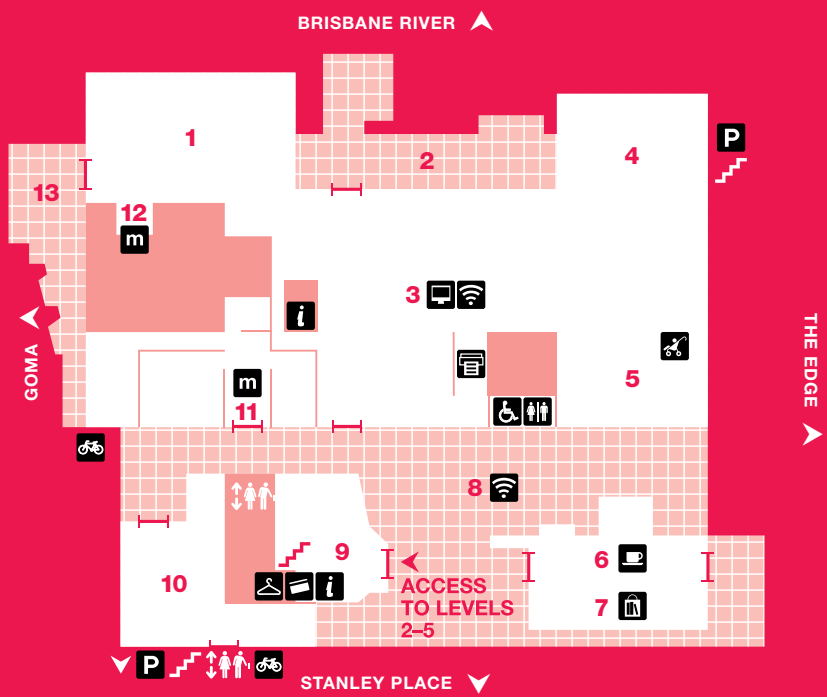 BRISBANE RIVER
1
2
4
P
13
12
m
3
i
GOMA
THE EDGE
5
m
11
8
9
6
10
i
ACCESS
TO LEVELS
2–5
7
P
STANLEY PLACE